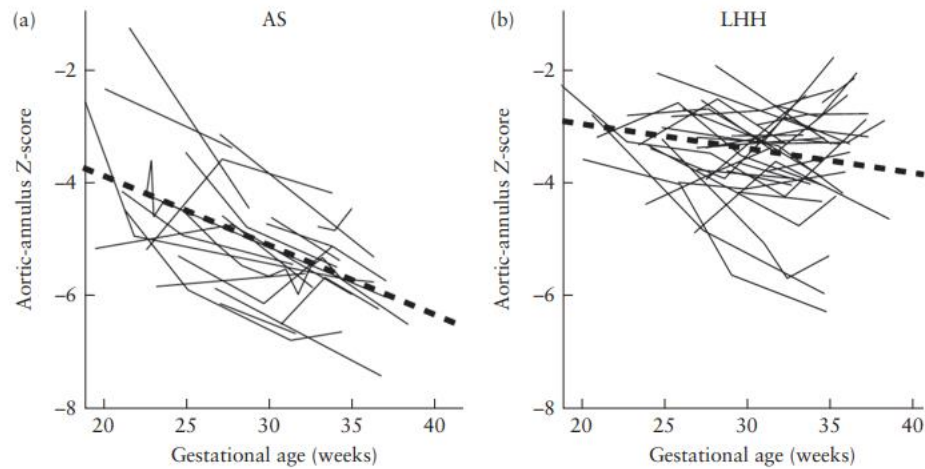 (a)
AS
Aortic-annulus Z-score
−2
−4
−6
−8
20 25 30 35 40
Gestational age (weeks)
(b)
LHH
Aortic-annulus Z-score
−2
−4
−6
−8
20 25 30 35 40
Gestational age (weeks)